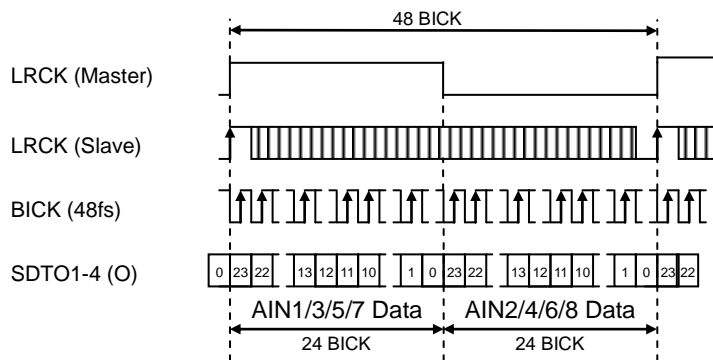 48 BICK
LRCK (Master)
LRCK (Slave)
BICK (48fs)
SDTO1-4 (O)
0 23 22 13 12 11 10 1 0 23 22 13 12 11 10 1 0 23 22
AIN1/3/5/7 Data AIN2/4/6/8 Data
24 BICK 24 BICK